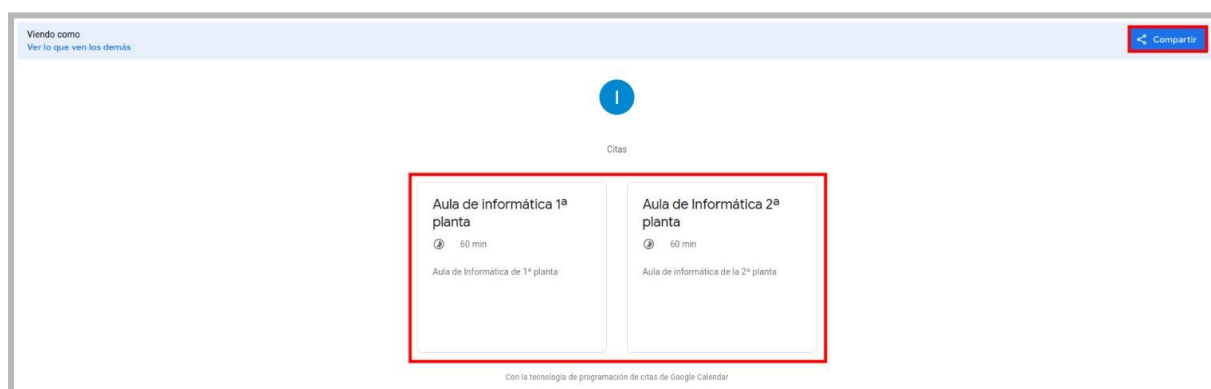 Viendo como
Ver lo que ven los demás
Compartir
I
Citas
Aula de informática 1ª
planta
60 min
Aula de Informática de 1ª planta
Aula de Informática 2ª
planta
60 min
Aula de informática de la 2ª planta
Con la tecnología de programación de citas de Google Calendar